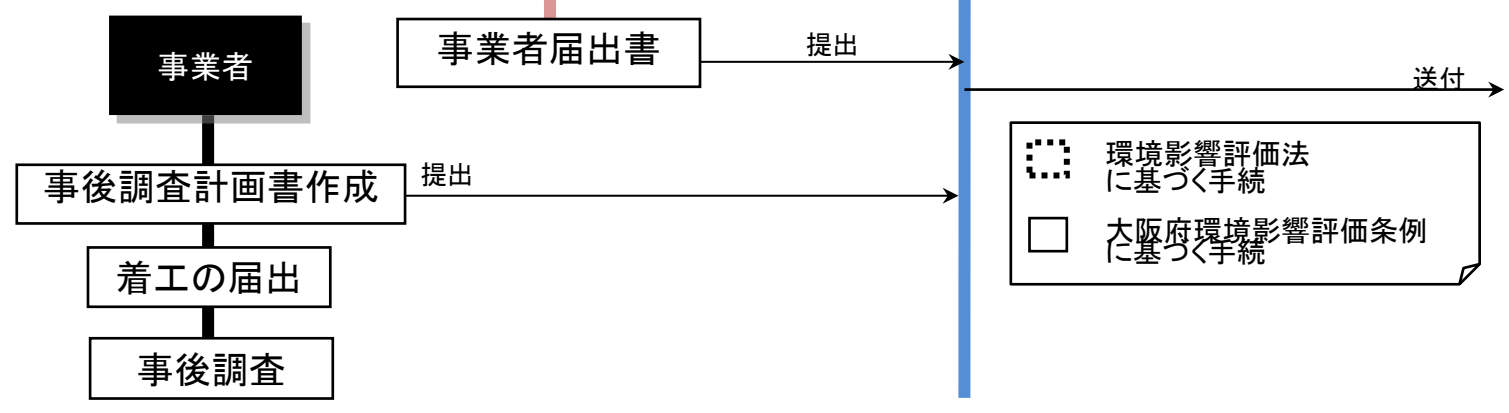 事業者
事業者届出書
提出
送付
環境影響評価法
に基づく手続
事後調査計画書作成
提出
大阪府環境影響評価条例
に基づく手続
着工の届出
事後調査